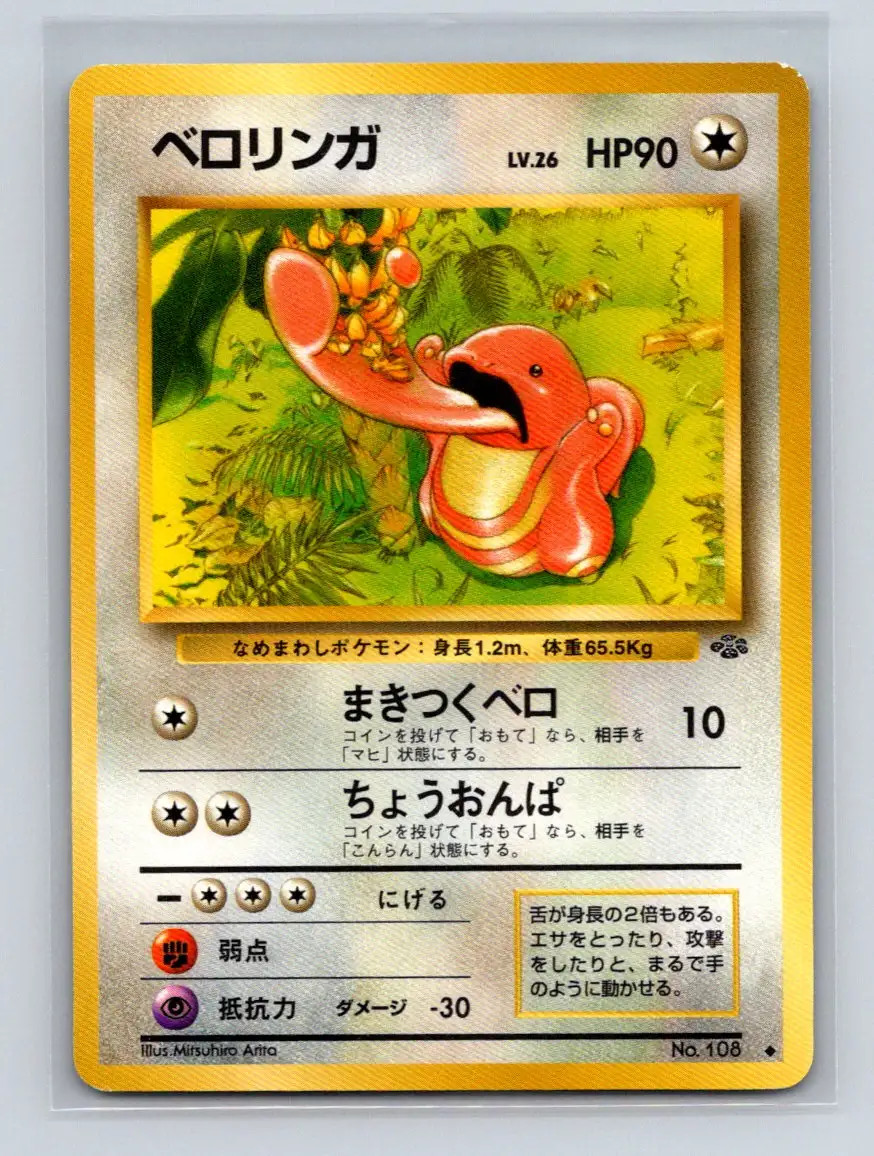 ベロリンガ LV.26 HP90
なめまわしポケモン：身長1.2m、体重65.5Kg
まきつくベロ 10
コインを投げて「おもて」なら、相手を
「マヒ」状態にする。
ちょうおんぱ
コインを投げて「おもて」なら、相手を
「こんらん」状態にする。
にげる
弱点
抵抗力 ダメージ -30
舌が身長の2倍もある。
エサをとったり、攻撃
をしたりと、まるで手
のように動かせる。
Illus.Mitsuhiro Arita No. 108